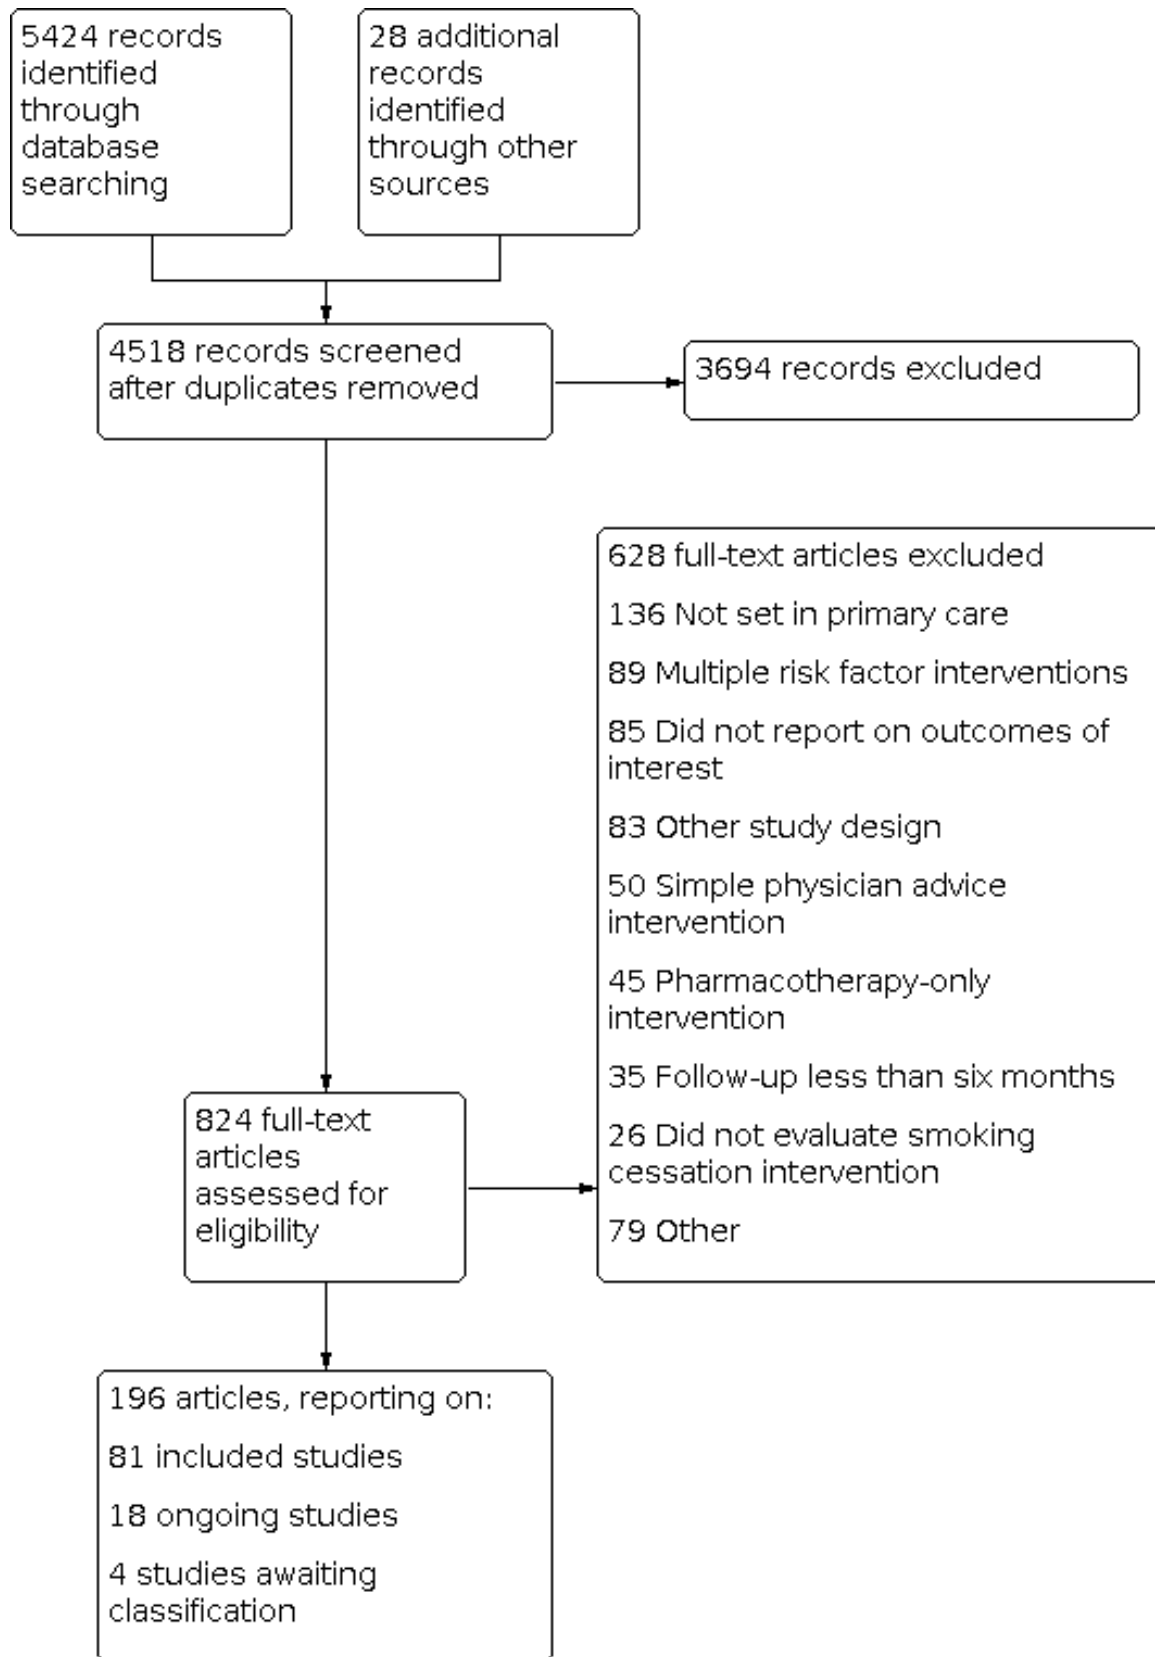 5424 records
identified
through
database
searching
28 additional
records
identified
through other
sources
4518 records screened
after duplicates removed
3694 records excluded
628 full-text articles excluded
136 Not set in primary care
89 Multiple risk factor interventions
85 Did not report on outcomes of
interest
83 Other study design
50 Simple physician advice
intervention
45 Pharmacotherapy-only
intervention
35 Follow-up less than six months
26 Did not evaluate smoking
cessation intervention
79 Other
824 full-text
articles
assessed for
eligibility
196 articles, reporting on:
81 included studies
18 ongoing studies
4 studies awaiting
classification